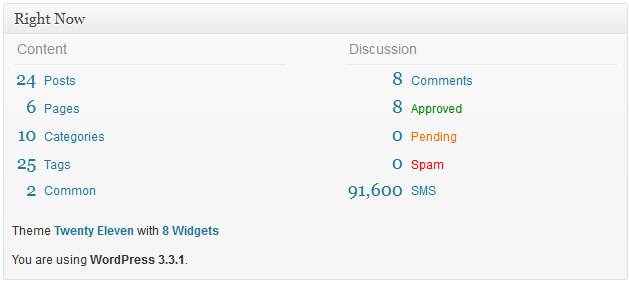 Right Now
Content
24 Posts
6 Pages
10 Categories
25 Tags
2 Common
Discussion
8 Comments
8 Approved
0 Pending
0 Spam
91,600 SMS
Theme Twenty Eleven with 8 Widgets
You are using WordPress 3.3.1.